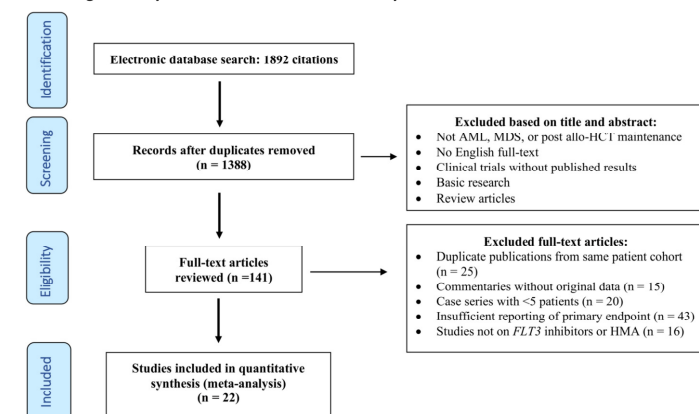 Identification
Electronic database search: 1892 citations
Screening
Records after duplicates removed
(n = 1388)
Excluded based on title and abstract:
• Not AML, MDS, or post allo-HCT maintenance
• No English full-text
• Clinical trials without published results
• Basic research
• Review articles
Eligibility
Full-text articles
reviewed (n =141)
Excluded full-text articles:
• Duplicate publications from same patient cohort
(n = 25)
• Commentaries without original data (n = 15)
• Case series with <5 patients (n = 20)
• Insufficient reporting of primary endpoint (n = 43)
• Studies not on FLT3 inhibitors or HMA (n = 16)
Included
Studies included in quantitative
synthesis (meta-analysis)
(n = 22)